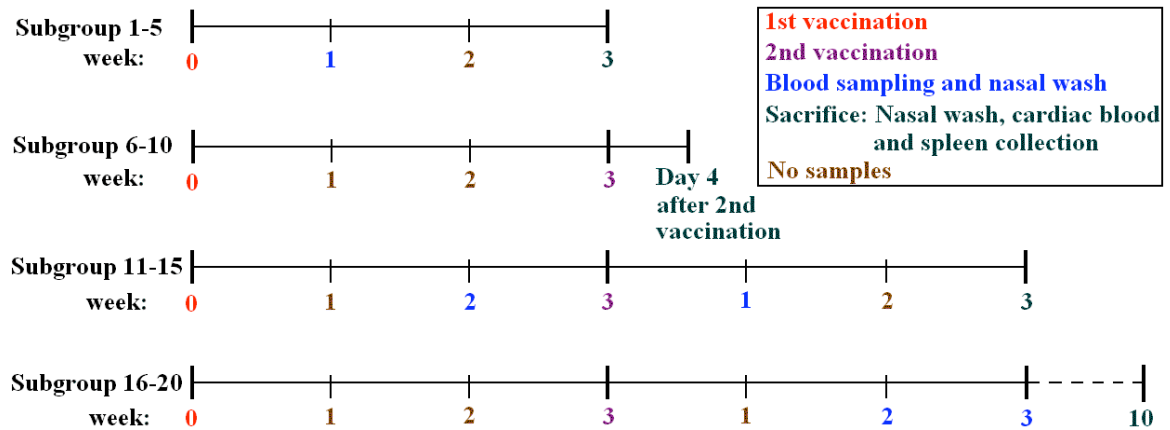 Subgroup 1-5
week: 0 1 2 3
Subgroup 6-10
week: 0 1 2 3
Day 4
after 2nd
vaccination
Subgroup 11-15
week: 0 1 2 3 1 2 3
Subgroup 16-20
week: 0 1 2 3 1 2 3 10
1st vaccination
2nd vaccination
Blood sampling and nasal wash
Sacrifice: Nasal wash, cardiac blood
and spleen collection
No samples